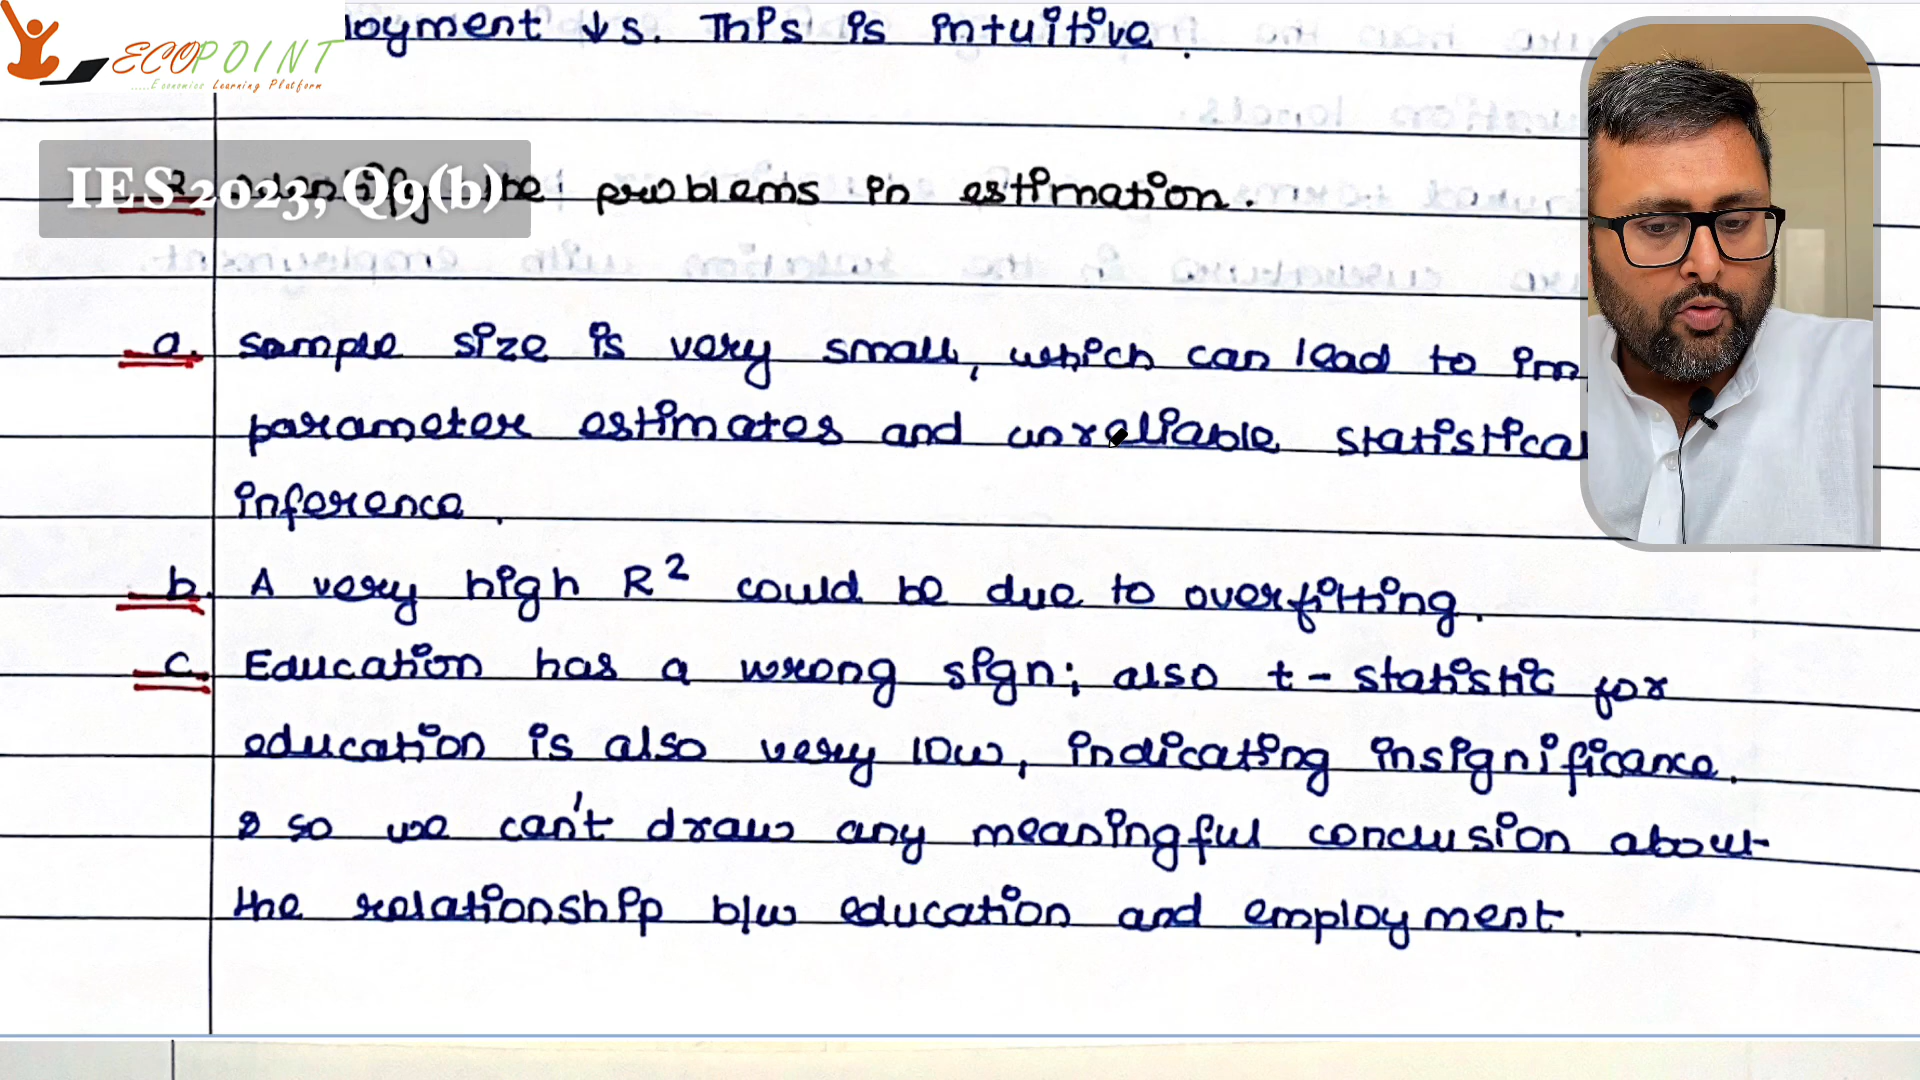 loyment ↓s. This is intuitive.
ECOPOINT
.....Economics Learning Platform
IES 2023, Q9(b)
the problems in estimation.
a. sample size is very small, which can lead to
parameter estimates and unreliable statistical
inference.
b. A very high R² could be due to overfitting.
c. Education has a wrong sign; also t-statistic for
education is also very low, indicating insignificance.
& so we can't draw any meaningful conclusion about
the relationship b/w education and employment.